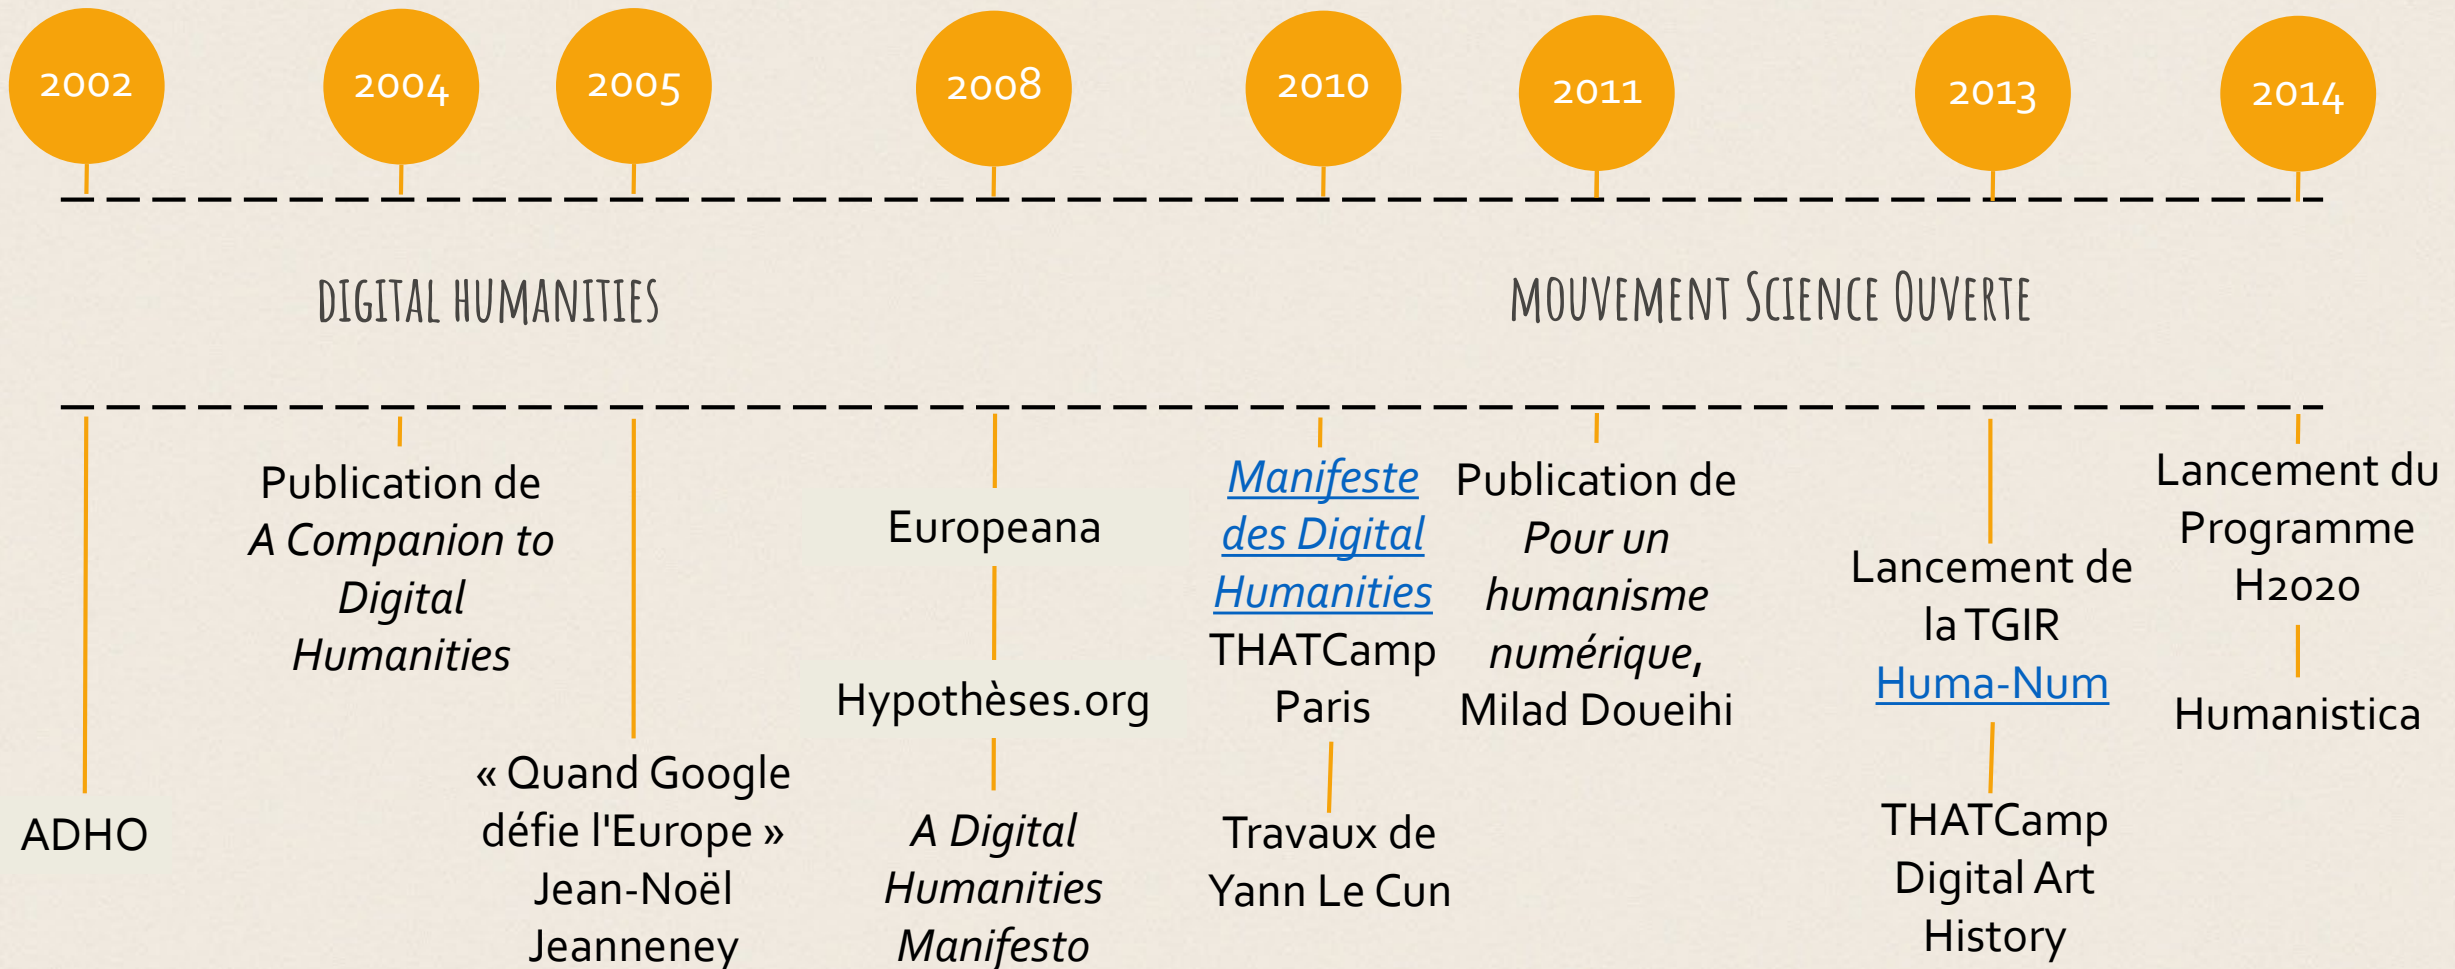 2002
2004
2005
2008
2010
2011
2013
2014
DIGITAL HUMANITIES
MOUVEMENT SCIENCE OUVERTE
ADHO
Publication de
A Companion to
Digital
Humanities
« Quand Google
défie l'Europe »
Jean-Noël
Jeanneney
Europeana
Hypothèses.org
A Digital
Humanities
Manifesto
Manifeste
des Digital
Humanities
THATCamp
Paris
Travaux de
Yann Le Cun
Publication de
Pour un
humanisme
numérique,
Milad Doueihi
Lancement de
la TGIR
Huma-Num
THATCamp
Digital Art
History
Lancement du
Programme
H2020
Humanistica